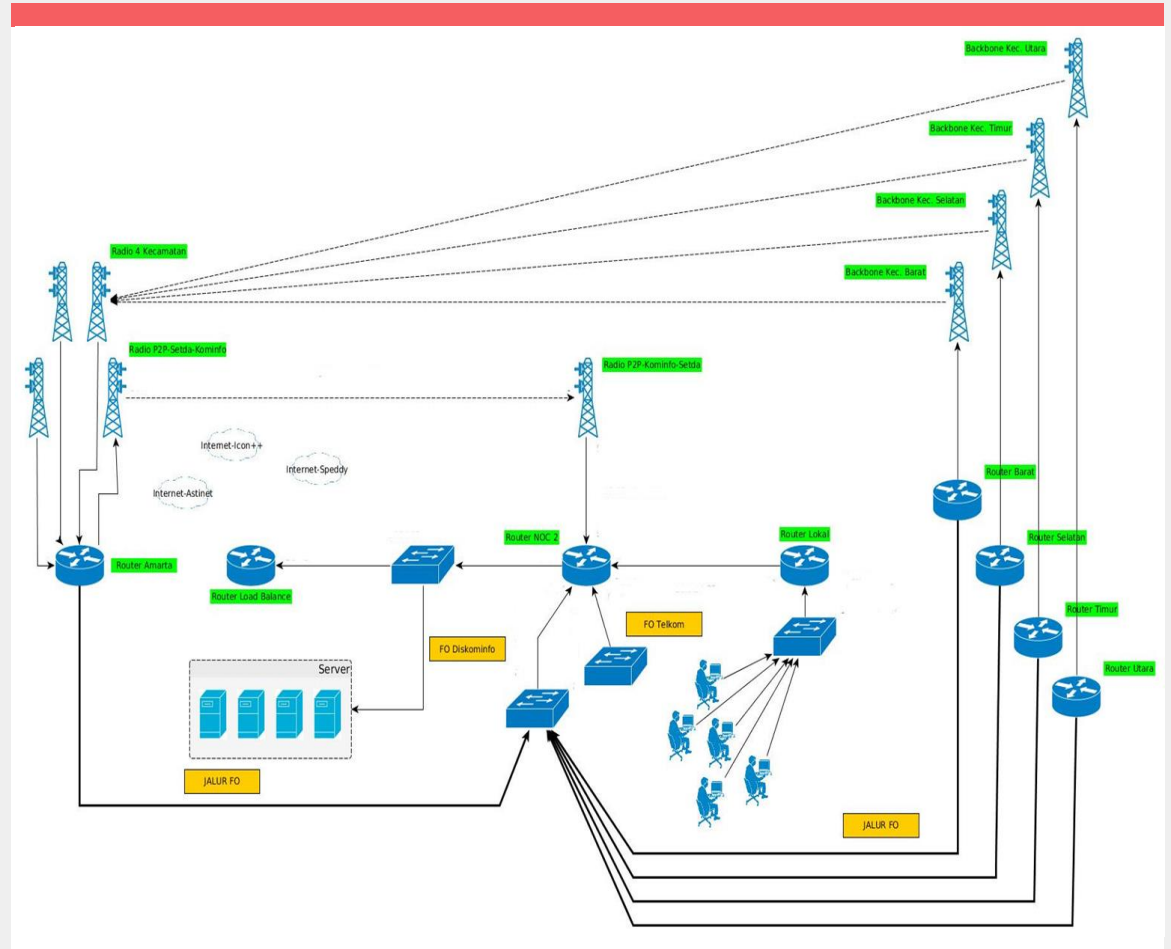 Backbone Kec. Utara
Backbone Kec. Timur
Backbone Kec. Selatan
Radio 4 Kecamatan
Backbone Kec. Barat
Radio P2P-Setda-Kominfo
Radio P2P-Kominfo-Setda
Internet-Icon++
Internet-Speddy
Internet-Astinet
Router Barat
Router NOC 2
Router Lokal
Router Selatan
Router Amarta
Router Load Balance
Router Timur
FO Telkom
FO Diskominfo
Server
Router Utara
JALUR FO
JALUR FO